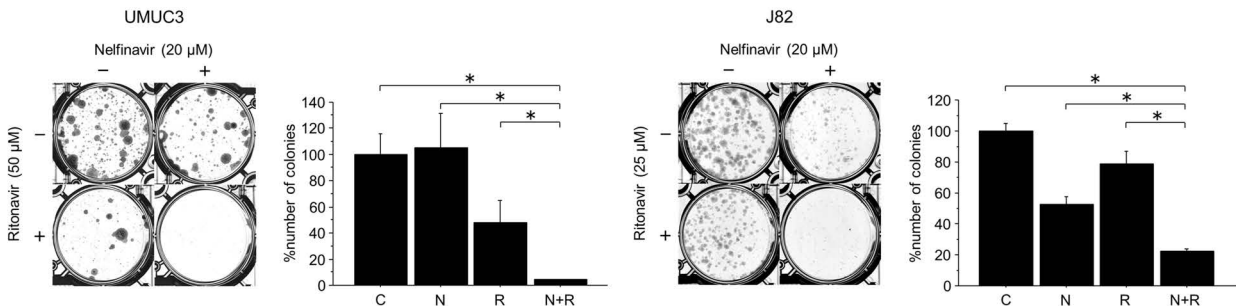 UMUC3
Nelfinavir (20 μM)
− +
Ritonavir (50 μM)
−
+
%number of colonies
140
120
100
80
60
40
20
0
* 
*
*
C N R N+R
J82
Nelfinavir (20 μM)
− +
Ritonavir (25 μM)
−
+
%number of colonies
120
100
80
60
40
20
0
*
*
*
C N R N+R